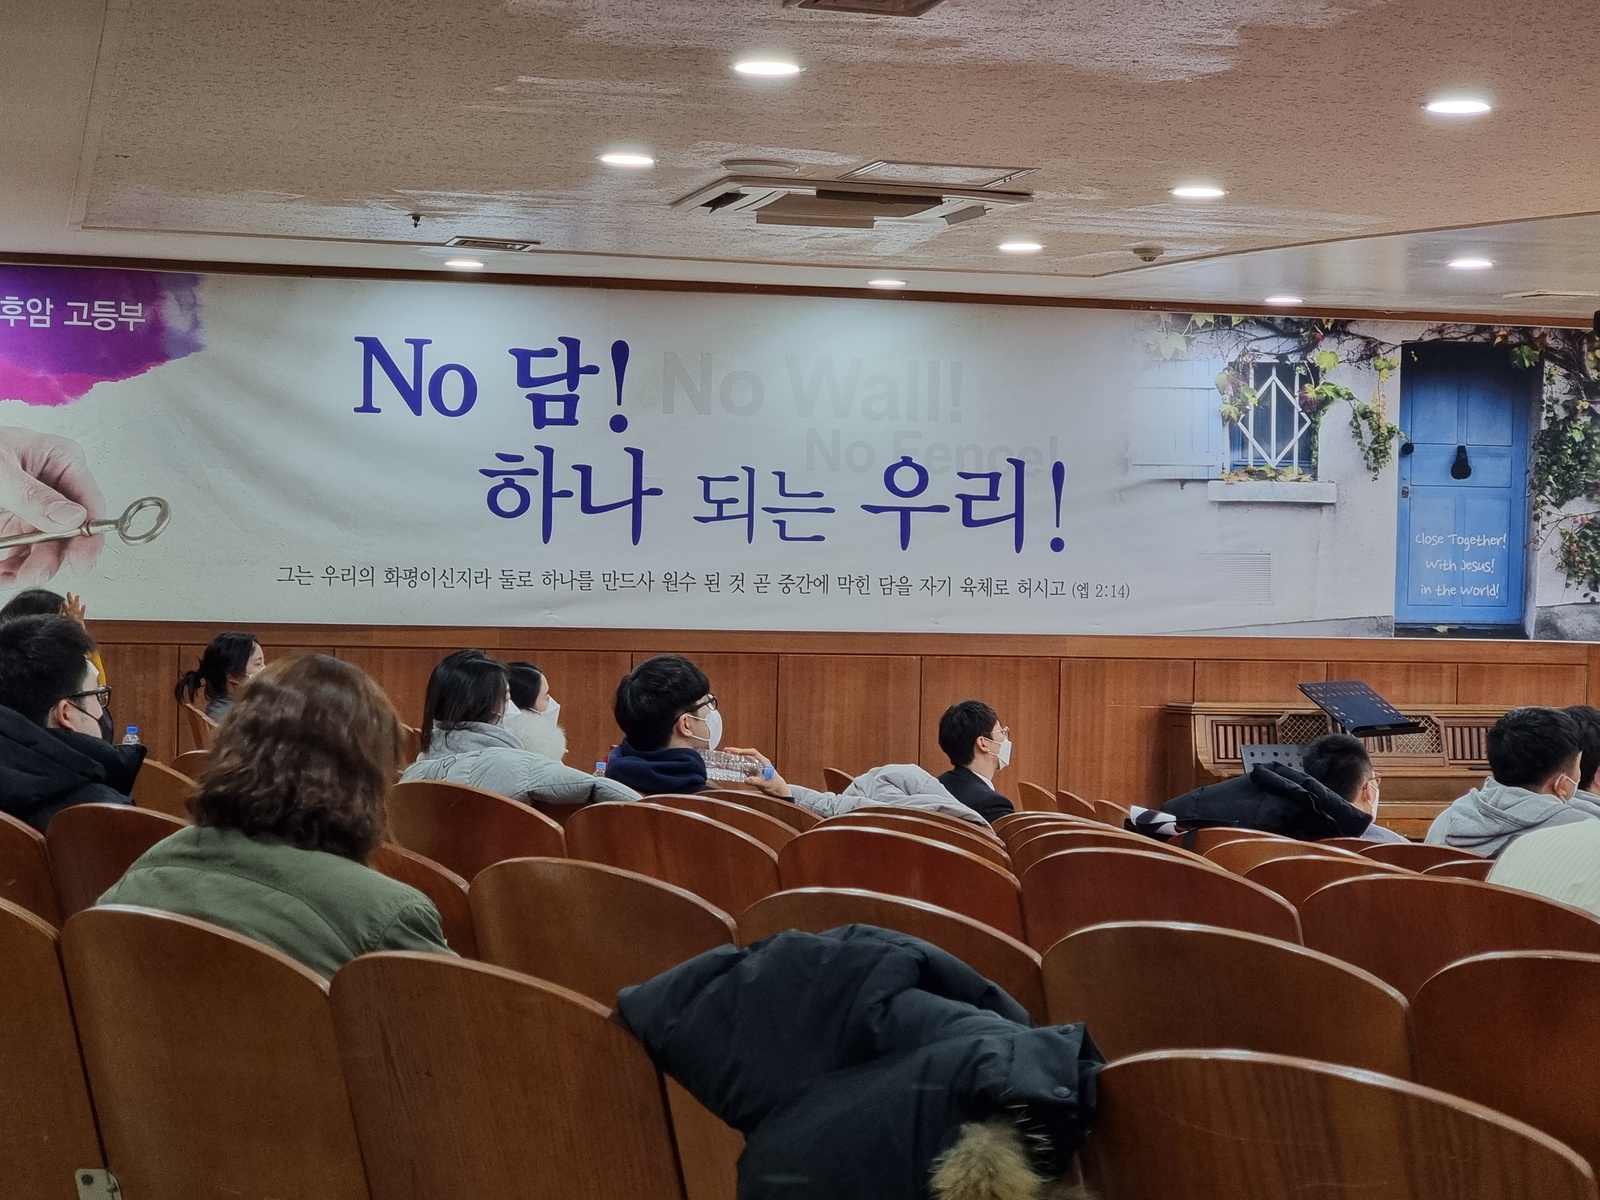 후암 고등부
No 담! No Wall!
No Fence!
하나 되는 우리!
그는 우리의 화평이신지라 둘로 하나를 만드사 원수 된 것 곧 중간에 막힌 담을 자기 육체로 허시고 (엡 2:14)
Close Together!
With Jesus!
in the World!